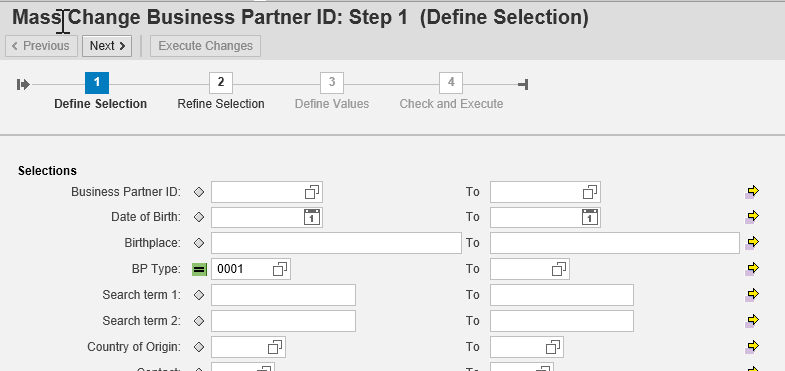 Mass Change Business Partner ID: Step 1 (Define Selection)
Previous Next Execute Changes
1 2 3 4
Define Selection Refine Selection Define Values Check and Execute
Selections
Business Partner ID: To
Date of Birth: 1 To 1
Birthplace: To
BP Type: 0001 To
Search term 1: To
Search term 2: To
Country of Origin: To